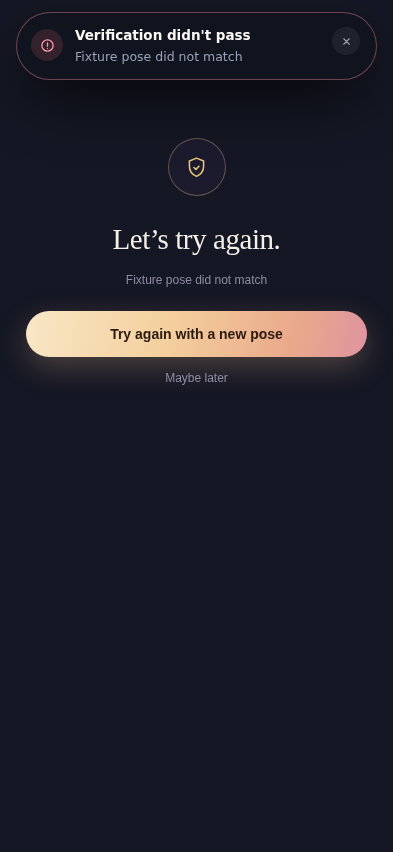 Verification didn't pass
Fixture pose did not match
Let’s try again.
Fixture pose did not match
Try again with a new pose
Maybe later